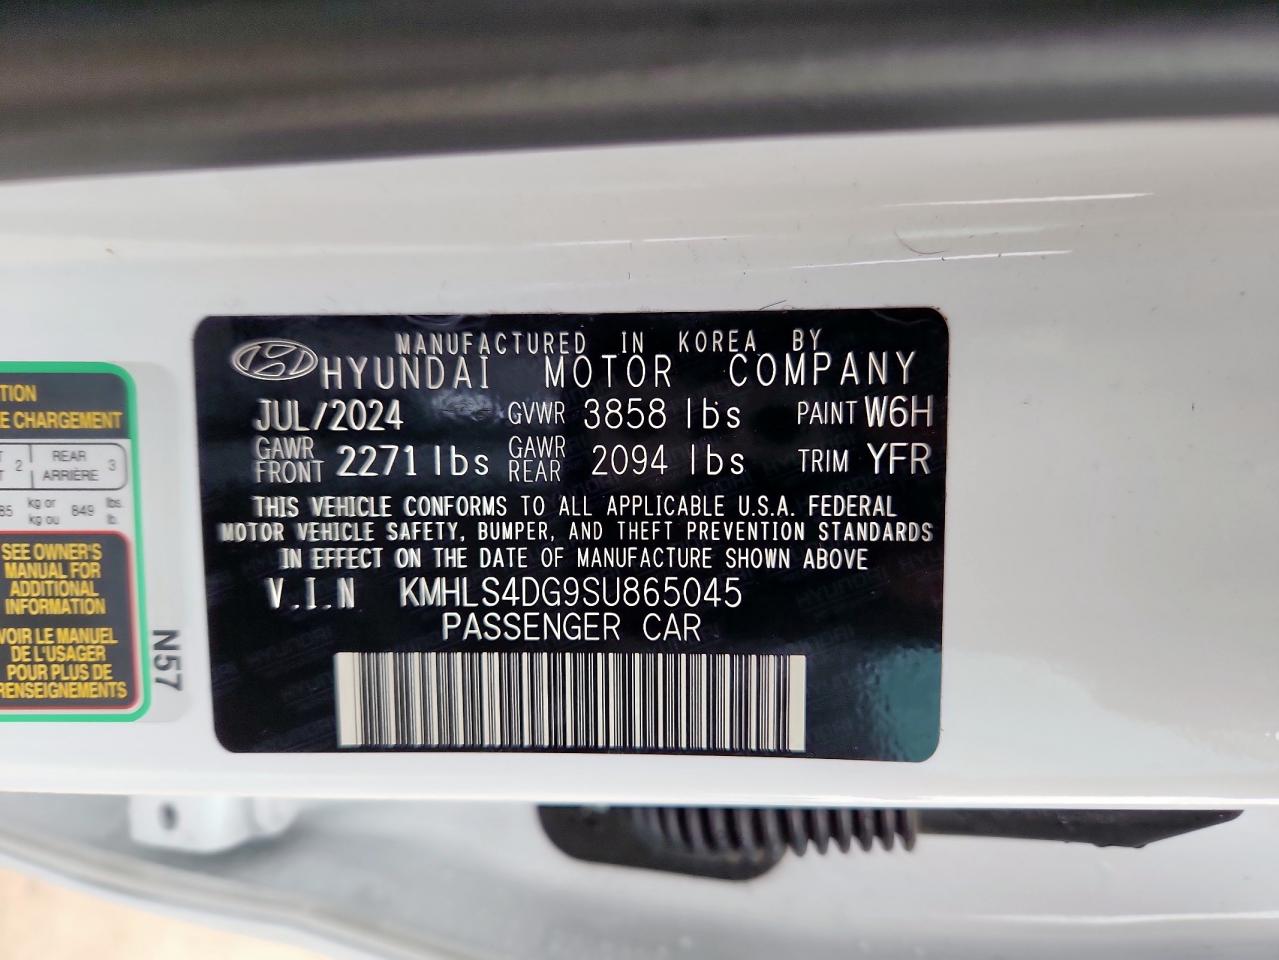 MANUFACTURED IN KOREA BY
HYUNDAI MOTOR COMPANY
JUL/2024 GVWR 3858 lbs PAINT W6H
GAWR FRONT 2271 lbs GAWR REAR 2094 lbs TRIM YFR
THIS VEHICLE CONFORMS TO ALL APPLICABLE U.S.A. FEDERAL
MOTOR VEHICLE SAFETY, BUMPER, AND THEFT PREVENTION STANDARDS
IN EFFECT ON THE DATE OF MANUFACTURE SHOWN ABOVE
V.I.N KMHLS4DG9SU865045
PASSENGER CAR
E CHARGEMENT
2 REAR ARRIÈRE 3
kg or kg ou 849 lbs. lb.
SEE OWNER'S
MANUAL FOR
ADDITIONAL
INFORMATION
VOIR LE MANUEL
DE L'USAGER
POUR PLUS DE
RENSEIGNEMENTS
N57